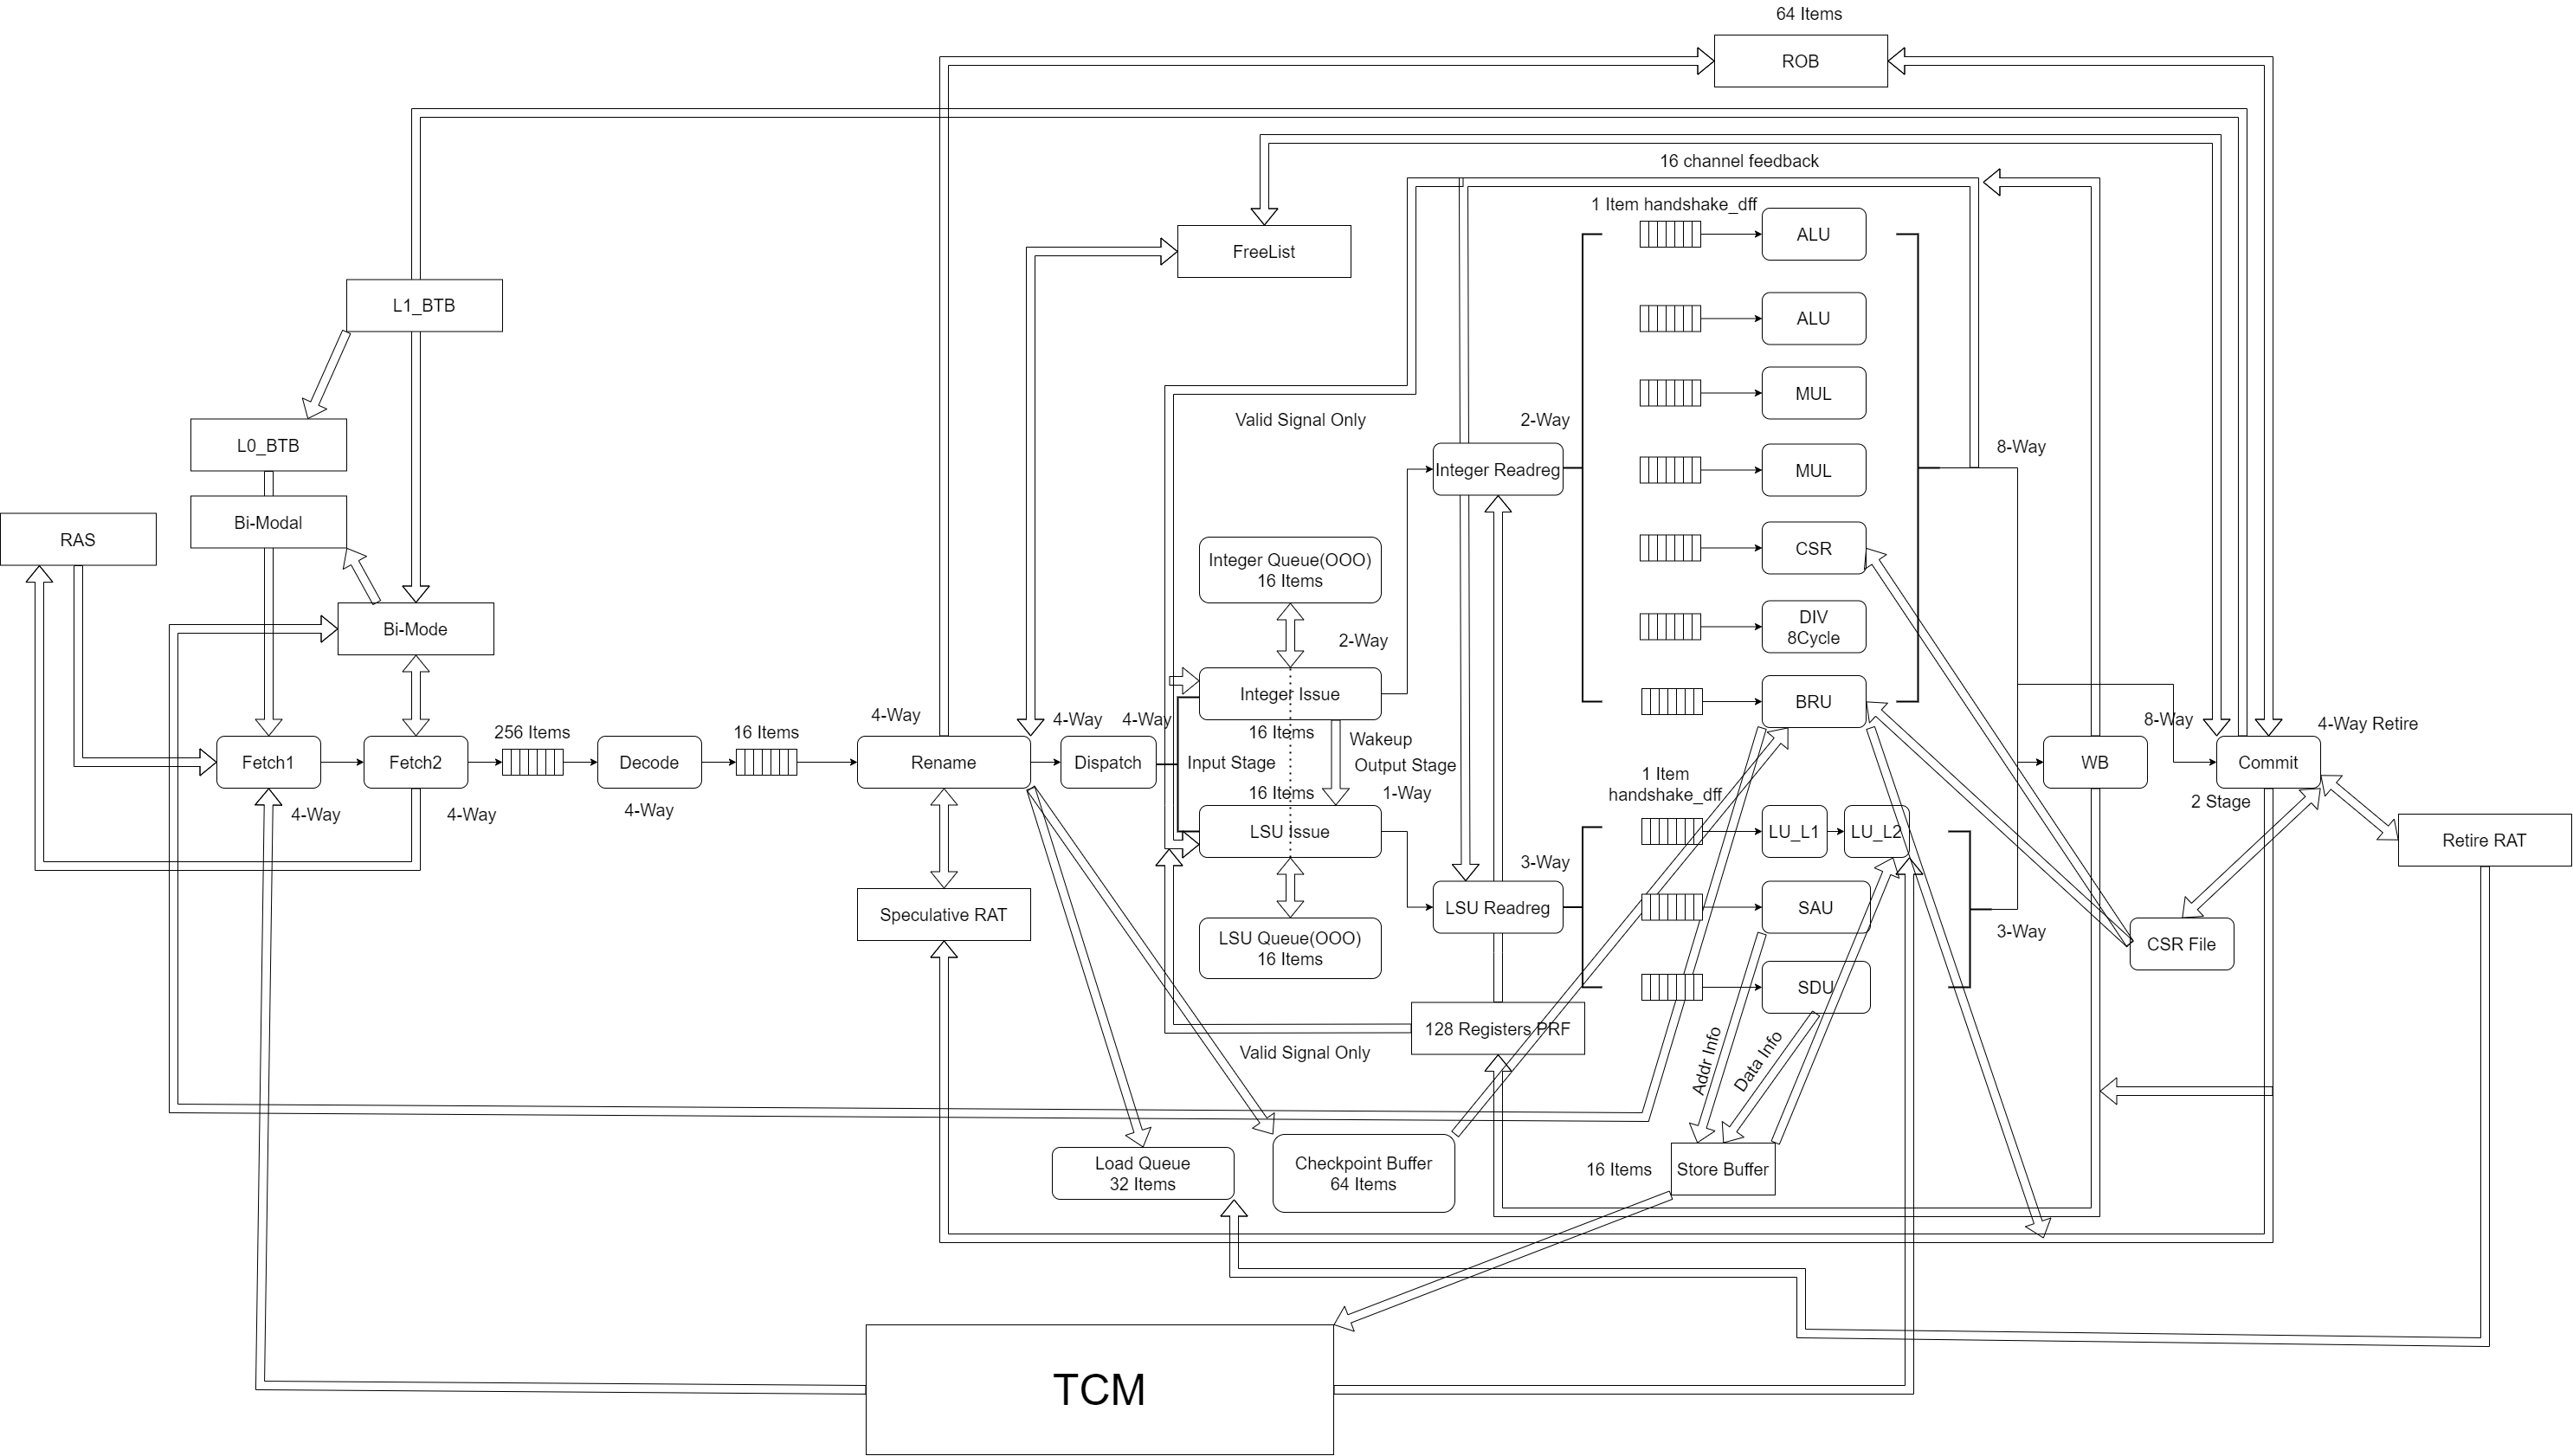 64 Items
ROB
16 channel feedback
1 Item handshake_dff
ALU
FreeList
L1_BTB
ALU
MUL
Valid Signal Only
2-Way
L0_BTB
8-Way
Integer Readreg
MUL
Bi-Modal
RAS
CSR
Integer Queue(OOO)
16 Items
DIV
8Cycle
Bi-Mode
2-Way
Integer Issue
BRU
4-Way
4-Way
4-Way
8-Way
4-Way Retire
256 Items
16 Items
16 Items
Wakeup
Fetch1
Fetch2
Decode
Rename
Dispatch
Input Stage
Output Stage
WB
Commit
1 Item
handshake_dff
16 Items
1-Way
2 Stage
4-Way
4-Way
4-Way
LSU Issue
LU_L1
LU_L2
Retire RAT
3-Way
Speculative RAT
LSU Readreg
SAU
3-Way
LSU Queue(OOO)
16 Items
CSR File
SDU
128 Registers PRF
Valid Signal Only
Addr Info
Data Info
Load Queue
32 Items
Checkpoint Buffer
64 Items
16 Items
Store Buffer
TCM